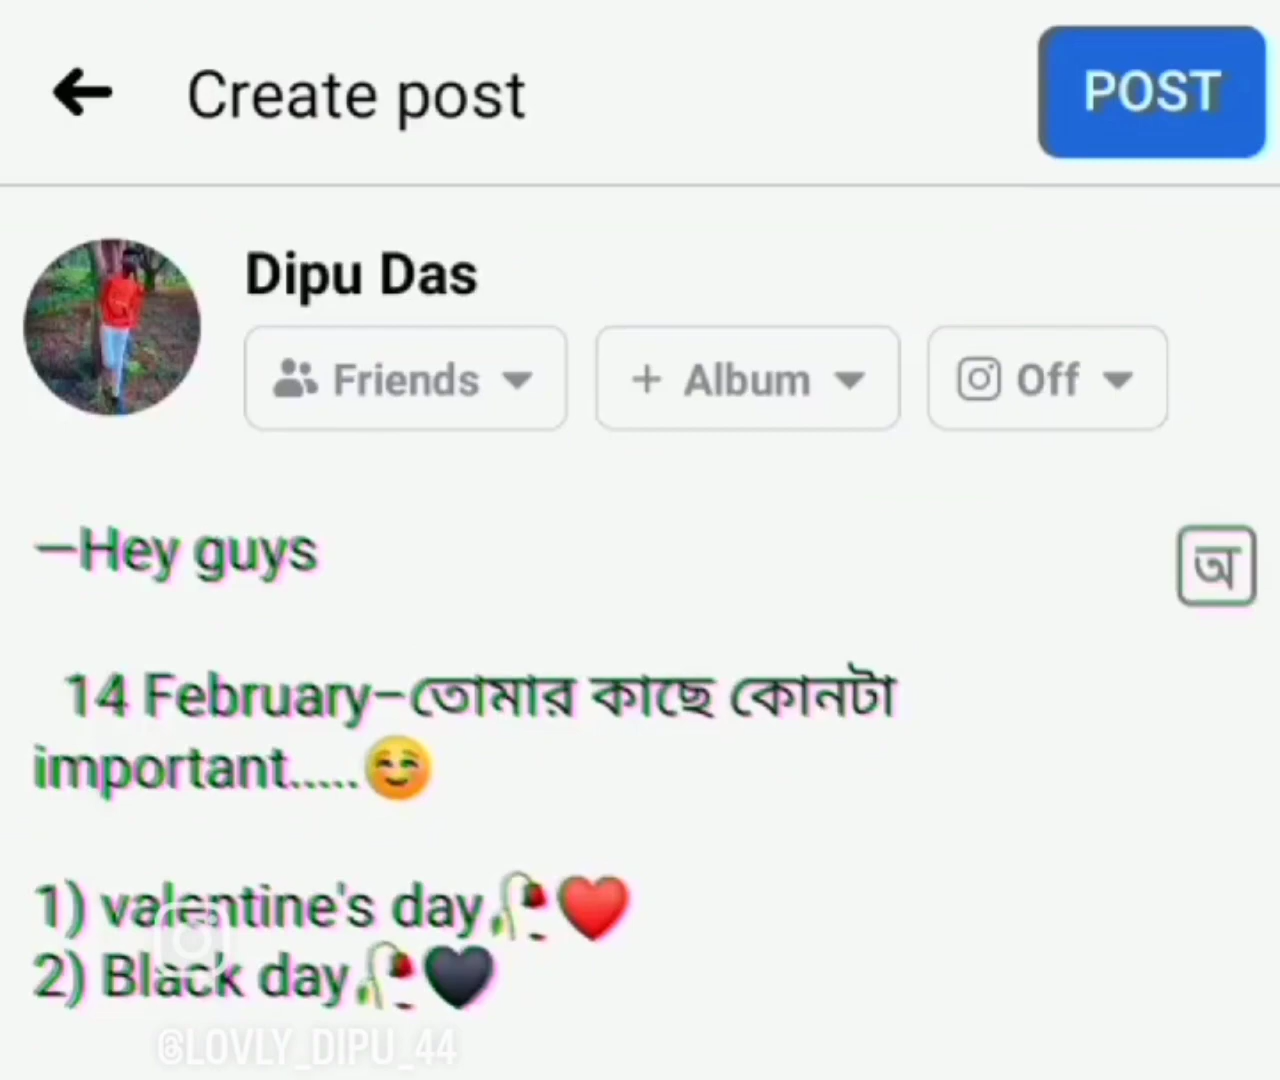 Create post
POST
Dipu Das
Friends
+ Album
Off
—Hey guys
অ
14 February–তোমার কাছে কোনটা
important.....😊
1) valentine's day🥀❤️
2) Black day🥀🖤
@LOVLY_DIPU_44